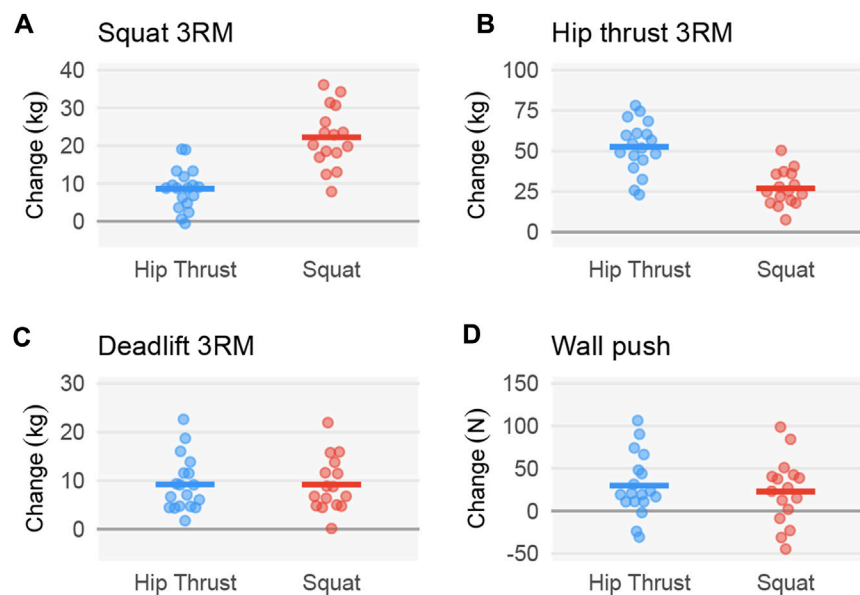 A
Squat 3RM
Change (kg)
40
30
20
10
0
Hip Thrust
Squat
B
Hip thrust 3RM
Change (kg)
100
75
50
25
0
Hip Thrust
Squat
C
Deadlift 3RM
Change (kg)
30
20
10
0
Hip Thrust
Squat
D
Wall push
Change (N)
150
100
50
0
-50
Hip Thrust
Squat